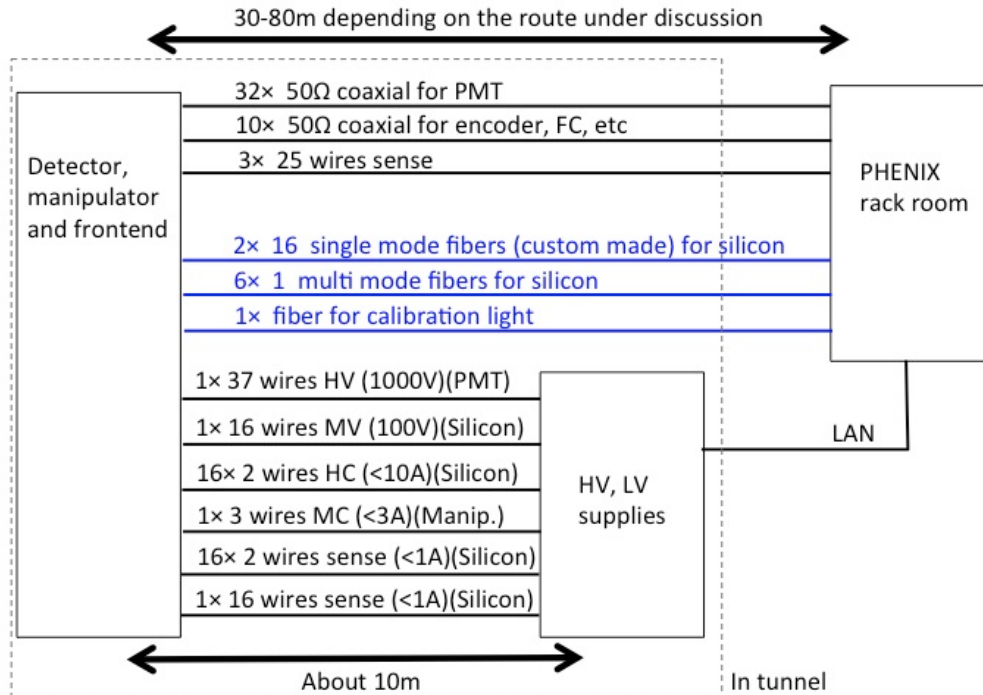 30-80m depending on the route under discussion
32× 50Ω coaxial for PMT
10× 50Ω coaxial for encoder, FC, etc
3× 25 wires sense
Detector,
manipulator
and frontend
PHENIX
rack room
2× 16 single mode fibers (custom made) for silicon
6× 1 multi mode fibers for silicon
1× fiber for calibration light
1× 37 wires HV (1000V)(PMT)
1× 16 wires MV (100V)(Silicon)
16× 2 wires HC (<10A)(Silicon)
1× 3 wires MC (<3A)(Manip.)
16× 2 wires sense (<1A)(Silicon)
1× 16 wires sense (<1A)(Silicon)
HV, LV
supplies
LAN
About 10m
In tunnel